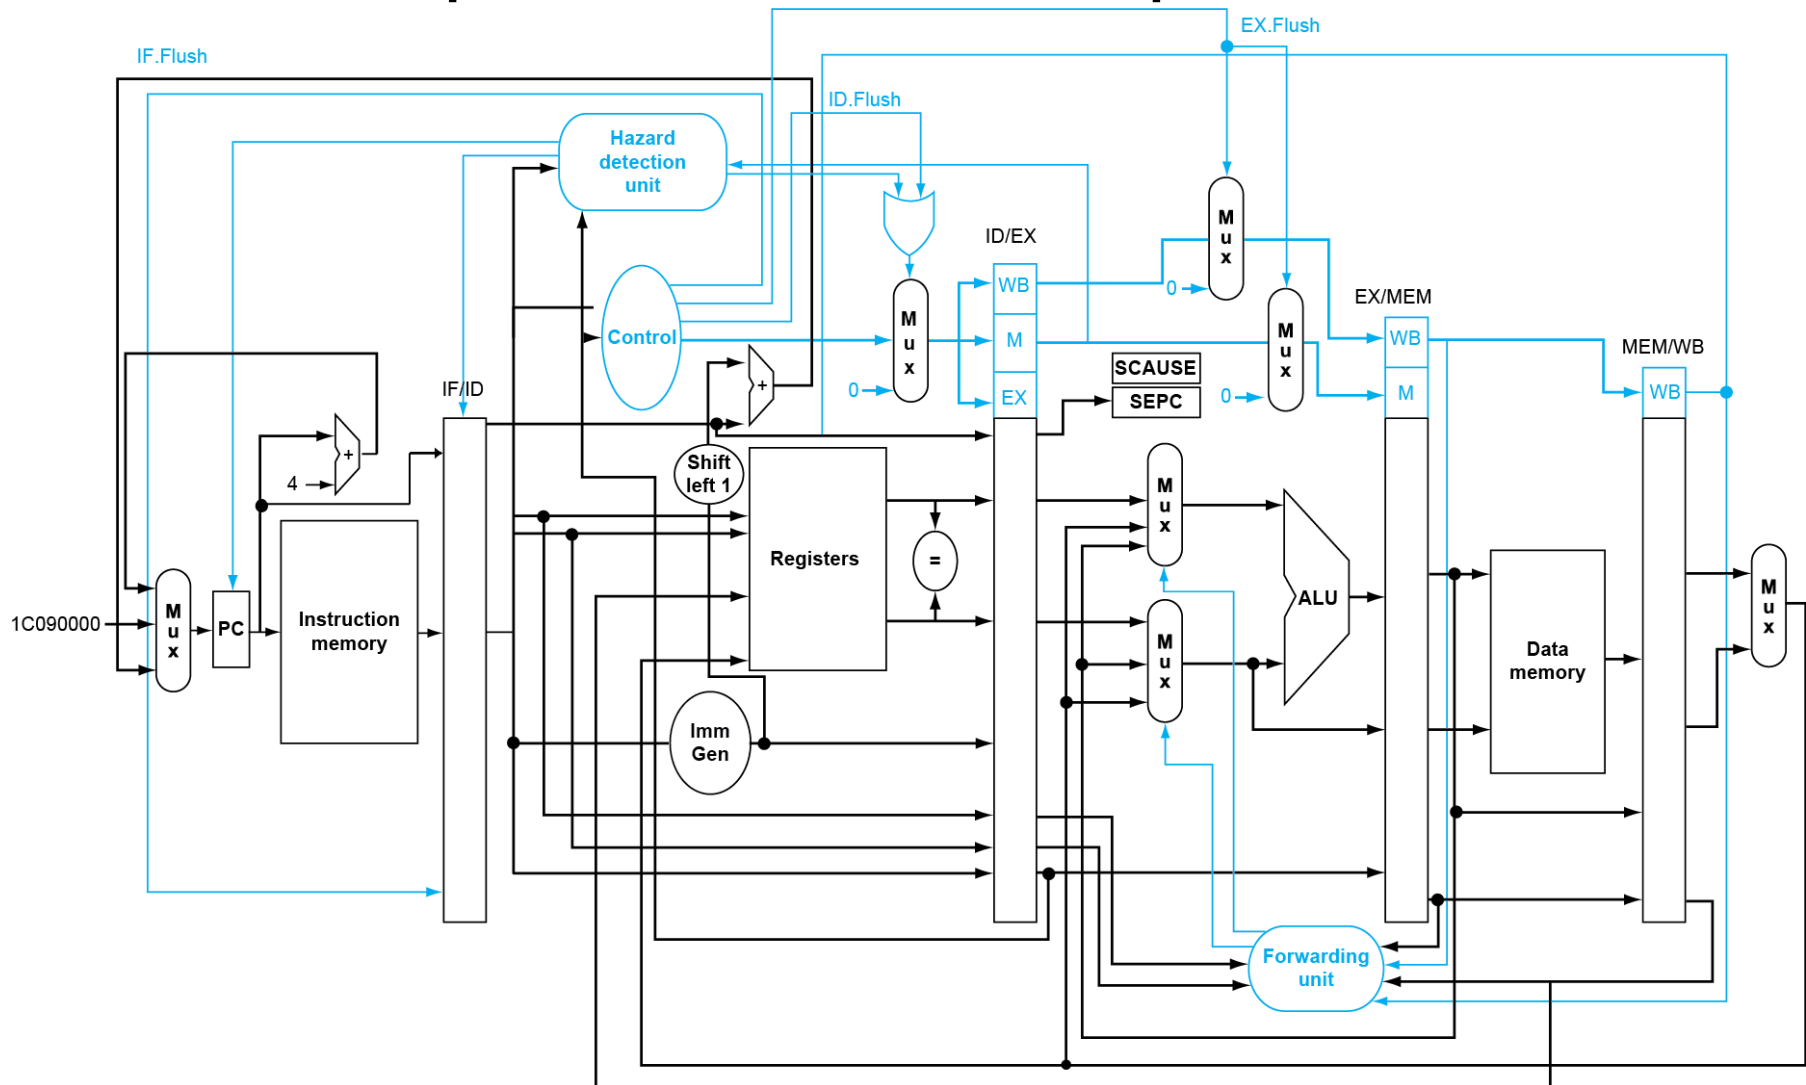 EX.Flush
IF.Flush
ID.Flush
Hazard
detection
unit
M
u
x
ID/EX
WB
0
EX/MEM
M
u
x
M
u
x
Control
M
WB
MEM/WB
SCAUSE
IF/ID
+
0
EX
SEPC
0
M
WB
4
+
Shift
left 1
M
u
x
Registers
=
M
u
x
1C090000
PC
Instruction
memory
ALU
M
u
x
Data
memory
M
u
x
Imm
Gen
Forwarding
unit